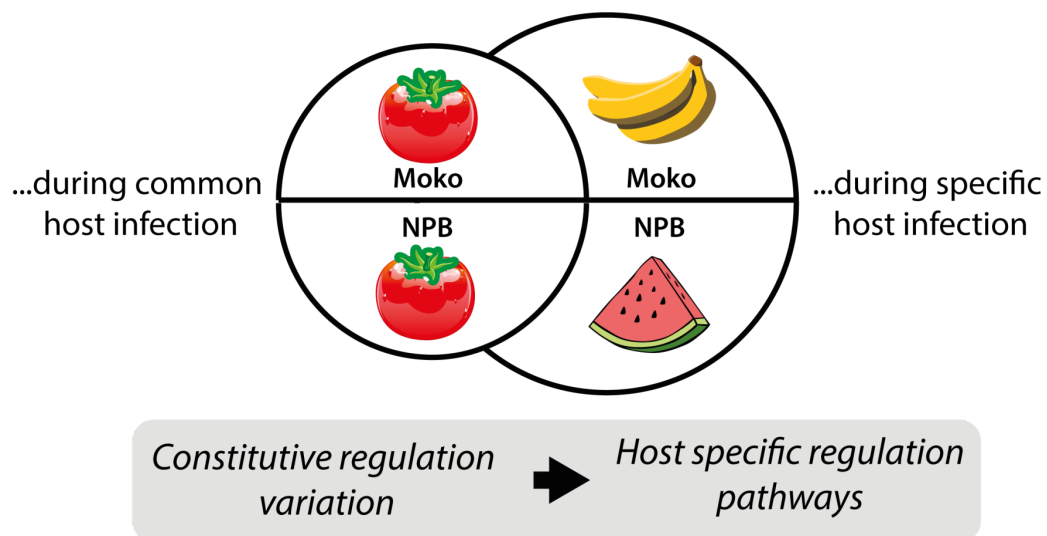 ...during common
host infection
Moko
NPB
Moko
NPB
...during specific
host infection
Constitutive regulation
variation
Host specific regulation
pathways